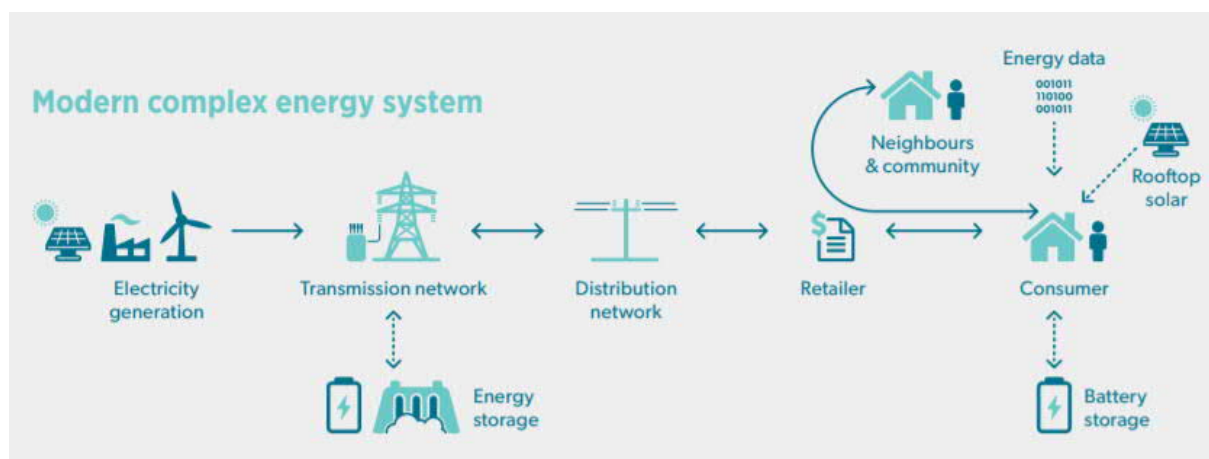 Modern complex energy system
Energy data
001011
110100
001011
Neighbours
& community
Rooftop
solar
$
Electricity
generation
Transmission network
Distribution
network
Retailer
Consumer
Energy
storage
Battery
storage